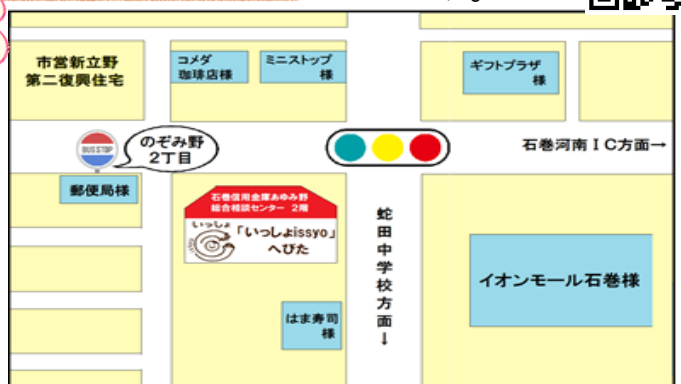 市営新立野
第二復興住宅
コメダ
珈琲店様
ミニストップ
様
ギフトプラザ
様
BUS STOP
のぞみ野
2丁目
石巻河南IC方面→
郵便局様
石巻信用金庫あゆみ野
総合相談センター 2階
いっしょ
「いっしょissyo」
へびた
蛇田中学校方面↓
イオンモール石巻様
はま寿司
様